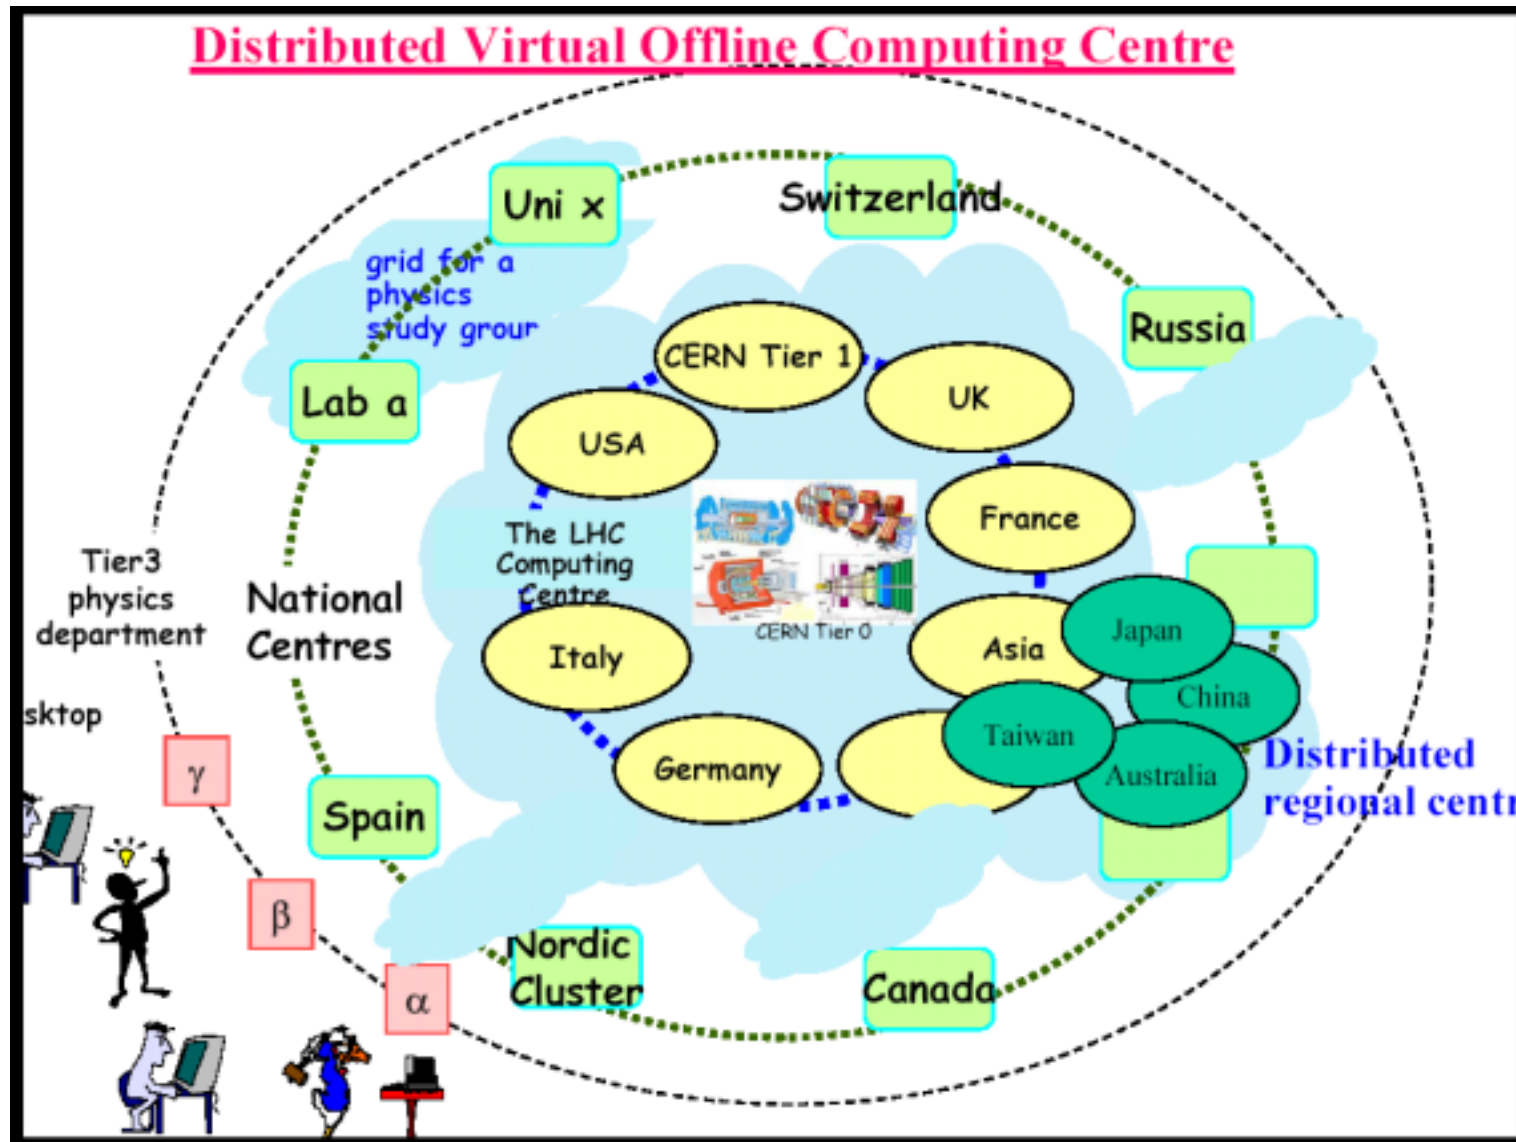 Distributed Virtual Offline Computing Centre
Uni x
Switzerland
grid for a
physics
study grour
Russia
CERN Tier 1
Lab a
UK
USA
France
The LHC
Computing
Centre
CERN Tier 0
Tier3
physics
department
National
Centres
Italy
Asia
Japan
China
sktop
Taiwan
Germany
Australia
Distributed
regional centr
γ
Spain
β
Nordic
Cluster
Canada
α